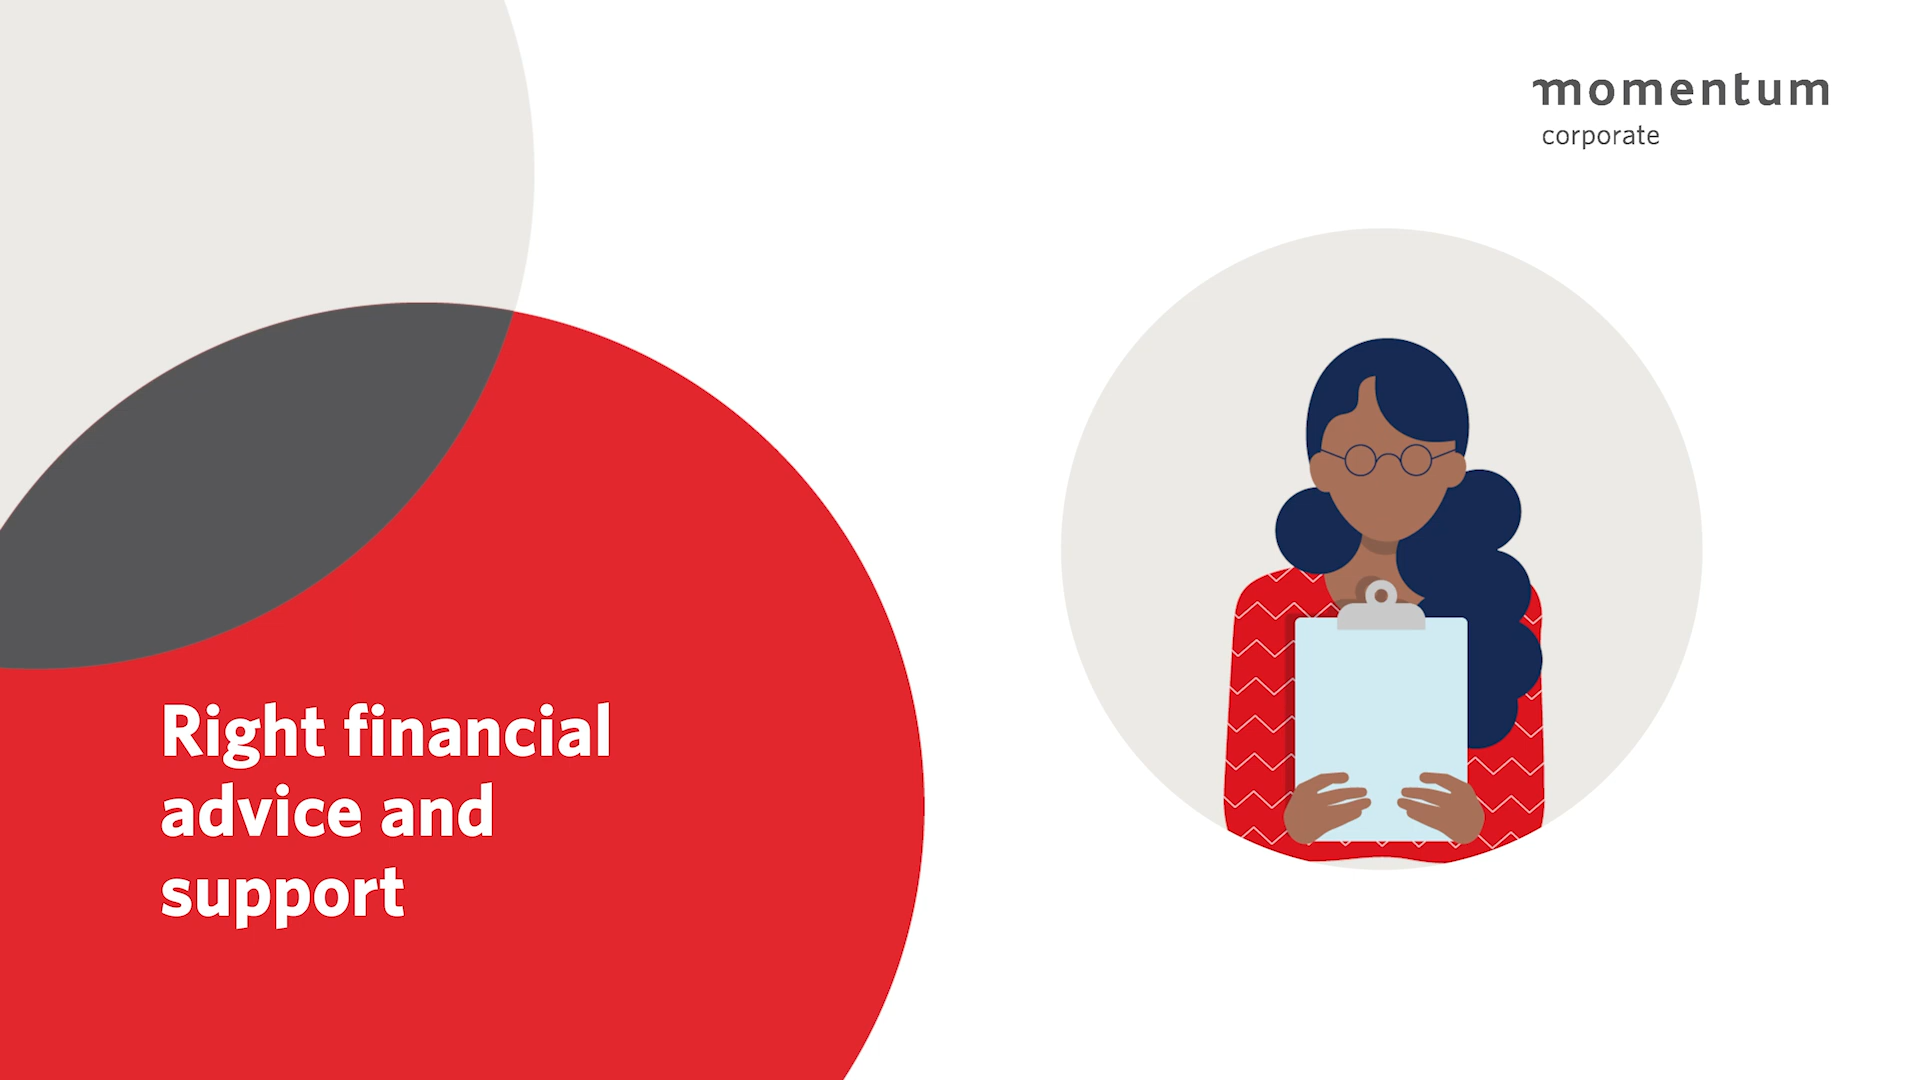 momentum
corporate
Right financial
advice and
support